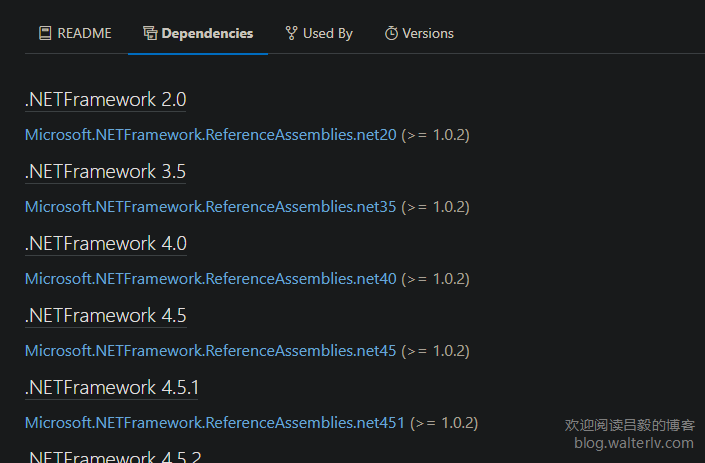 README Dependencies Used By Versions
.NETFramework 2.0
Microsoft.NETFramework.ReferenceAssemblies.net20 (>= 1.0.2)
.NETFramework 3.5
Microsoft.NETFramework.ReferenceAssemblies.net35 (>= 1.0.2)
.NETFramework 4.0
Microsoft.NETFramework.ReferenceAssemblies.net40 (>= 1.0.2)
.NETFramework 4.5
Microsoft.NETFramework.ReferenceAssemblies.net45 (>= 1.0.2)
.NETFramework 4.5.1
Microsoft.NETFramework.ReferenceAssemblies.net451 (>= 1.0.2)
欢迎阅读吕毅的博客
blog.walterlv.com
.NETFramework 4.5.2